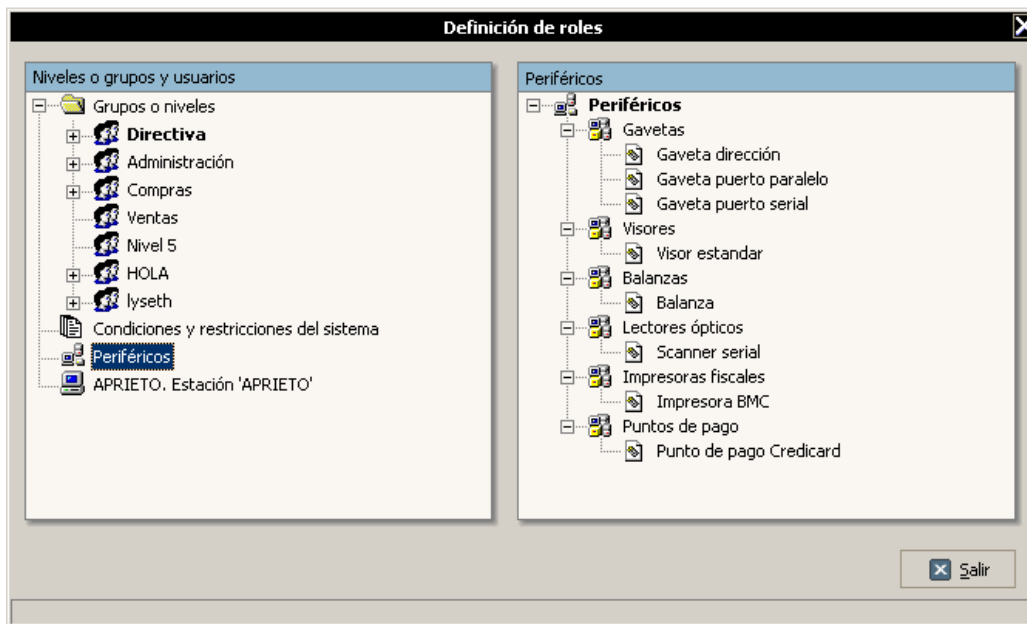 Definición de roles
Niveles o grupos y usuarios
Grupos o niveles
Directiva
Administración
Compras
Ventas
Nivel 5
HOLA
lyseth
Condiciones y restricciones del sistema
Periféricos
APRIETO. Estación 'APRIETO'
Periféricos
Periféricos
Gavetas
Gaveta dirección
Gaveta puerto paralelo
Gaveta puerto serial
Visores
Visor estandar
Balanzas
Balanza
Lectores ópticos
Scanner serial
Impresoras fiscales
Impresora BMC
Puntos de pago
Punto de pago Credicard
Salir